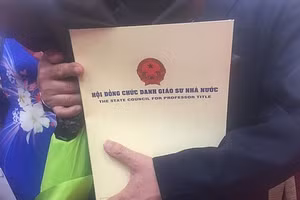 HỘI ĐỒNG CHỨC DANH GIÁO SƯ NHÀ NƯỚC
THE STATE COUNCIL FOR PROFESSOR TITLE